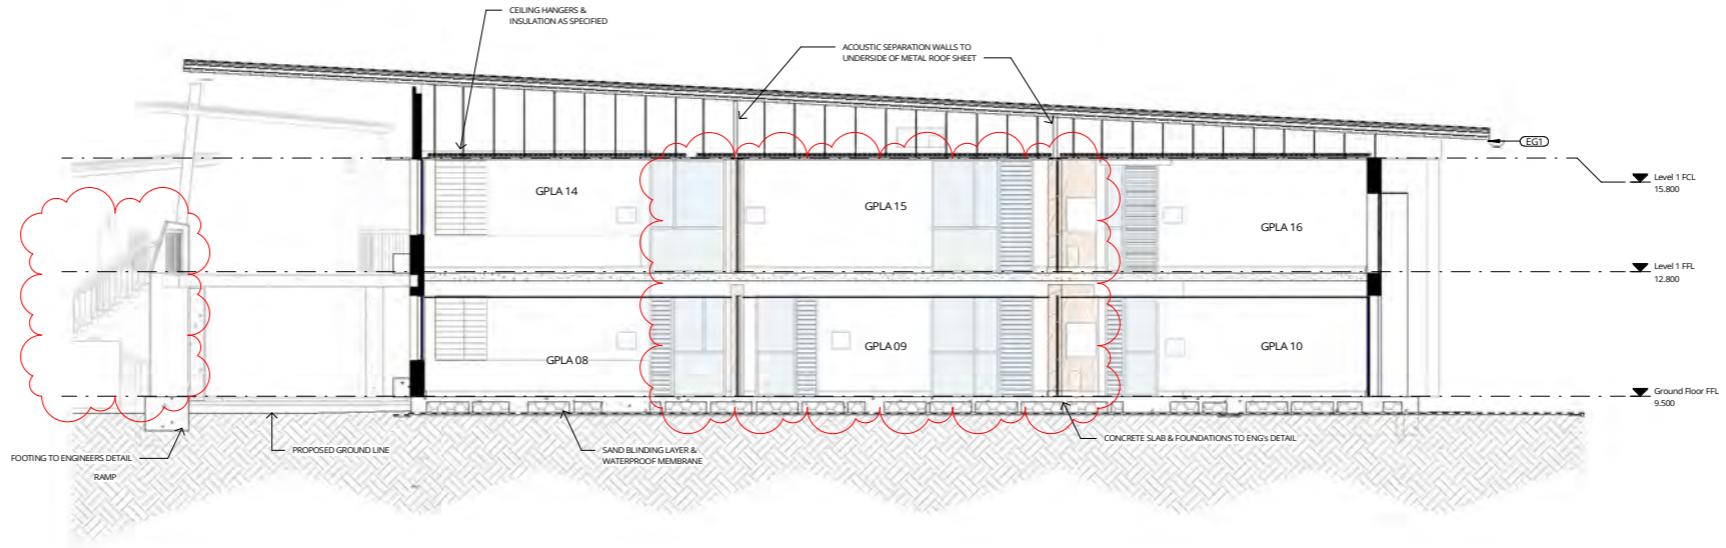 CEILING HANGERS &
INSULATION AS SPECIFIED
ACOUSTIC SEPARATION WALLS TO
UNDERSIDE OF METAL ROOF SHEET
EG1
Level 1 FCL
15.800
GPLA 14
GPLA 15
GPLA 16
Level 1 FFL
12.800
GPLA 08
GPLA 09
GPLA 10
Ground Floor FFL
9.500
FOOTING TO ENGINEERS DETAIL
RAMP
PROPOSED GROUND LINE
SAND BLINDING LAYER &
WATERPROOF MEMBRANE
CONCRETE SLAB & FOUNDATIONS TO ENG's DETAIL